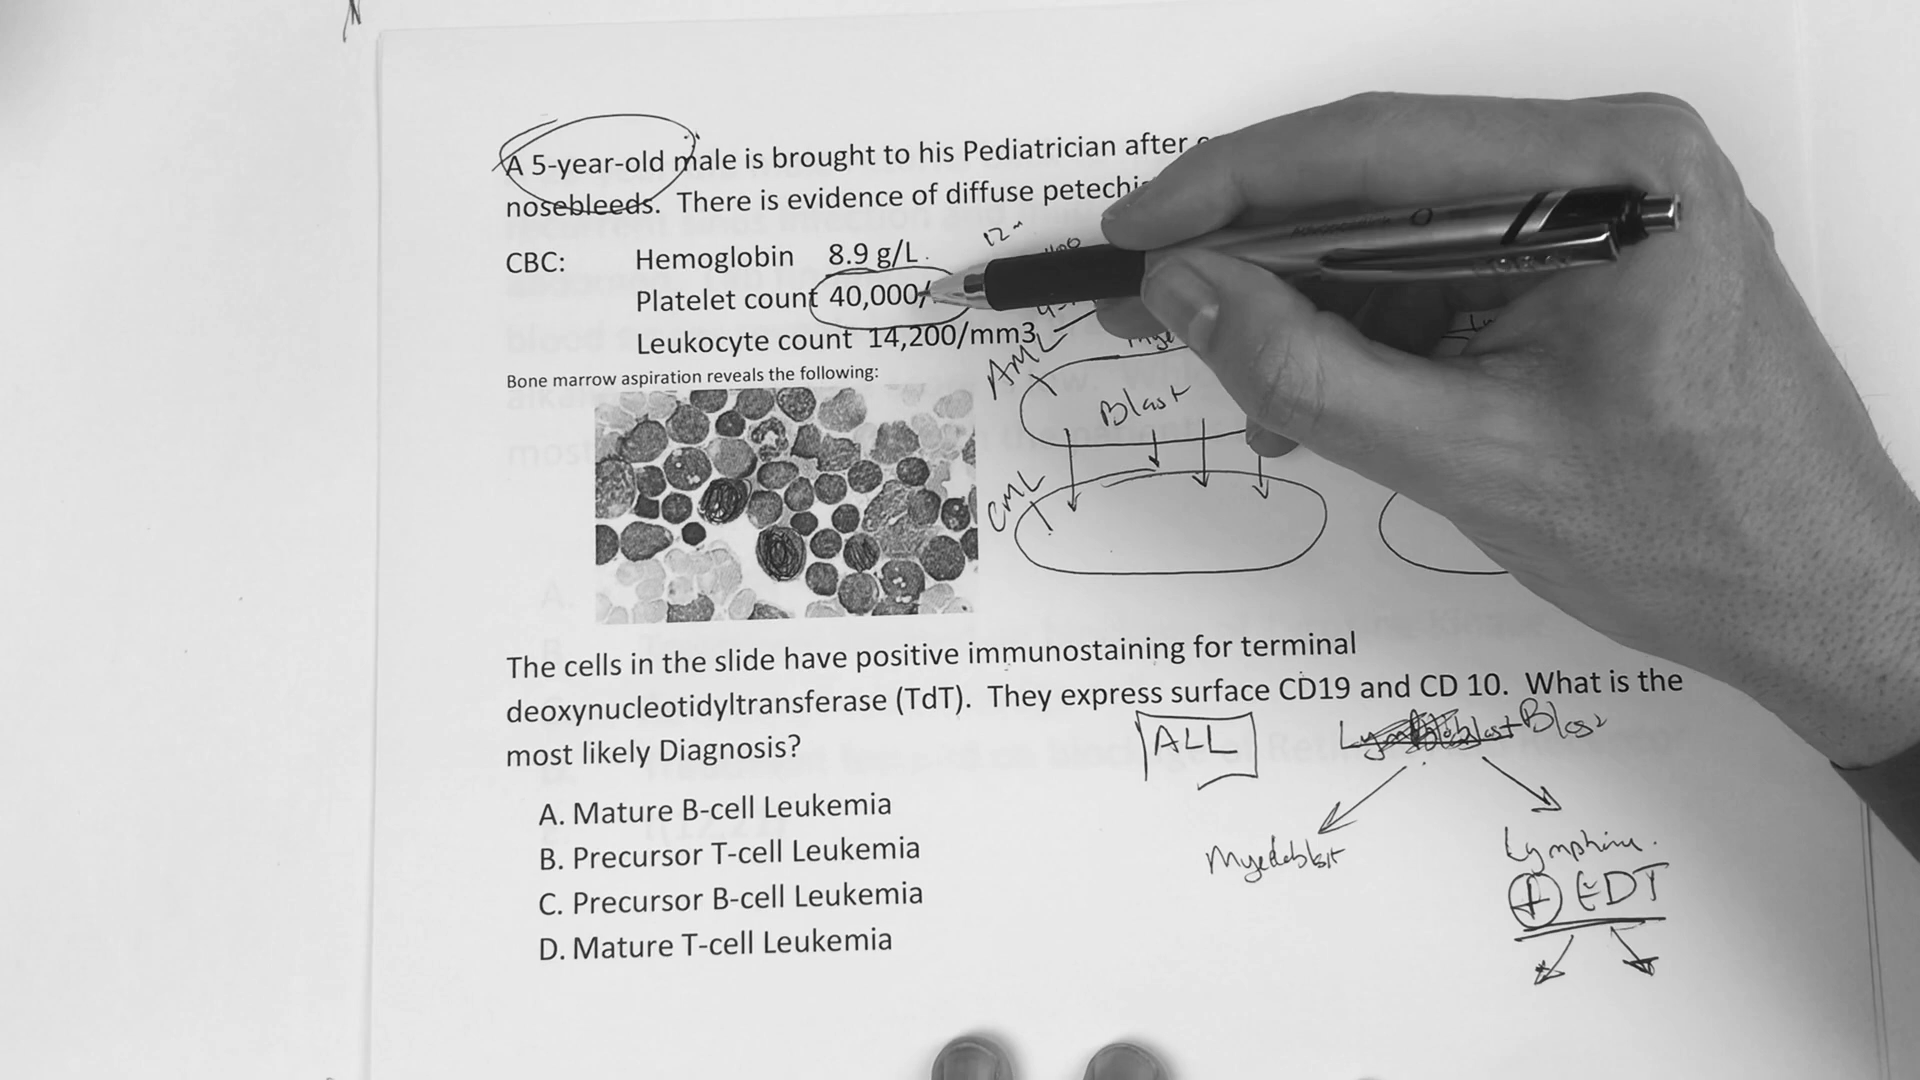 A 5-year-old male is brought to his Pediatrician after
nosebleeds. There is evidence of diffuse petechi
12
CBC: Hemoglobin 8.9 g/L
Platelet count 40,000/
Leukocyte count 14,200/mm3
Bone marrow aspiration reveals the following:
AML
Blast
CML
The cells in the slide have positive immunostaining for terminal
deoxynucleotidyltransferase (TdT). They express surface CD19 and CD 10. What is the
most likely Diagnosis?
ALL
A. Mature B-cell Leukemia
B. Precursor T-cell Leukemia
C. Precursor B-cell Leukemia
D. Mature T-cell Leukemia
+